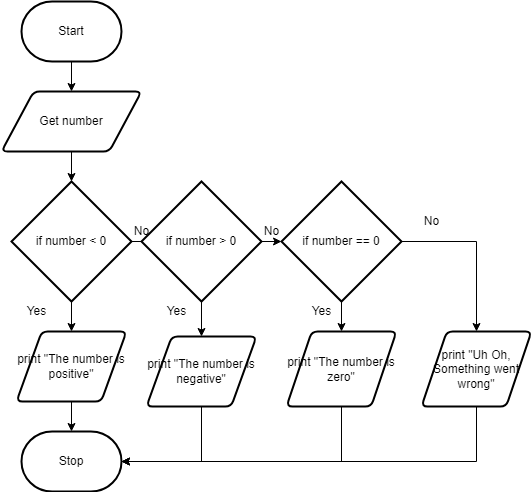 Start
Get number
if number < 0
No
if number > 0
No
if number == 0
No
Yes
Yes
Yes
print "The number is
positive"
print "The number is
negative"
print "The number is
zero"
print "Uh Oh,
Something went
wrong"
Stop